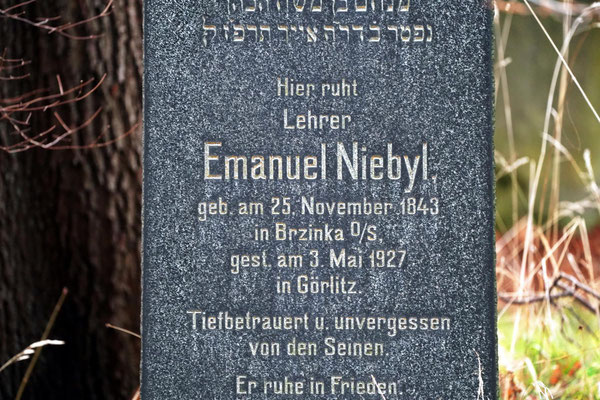 נפטר בדר״ח אייר תרפ״ז
Hier ruht
Lehrer
Emanuel Niebyl,
geb. am 25. November 1843
in Brzinka O/S,
gest. am 3. Mai 1927
in Görlitz.
Tiefbetrauert u. unvergessen
von den Seinen.
Er ruhe in Frieden.